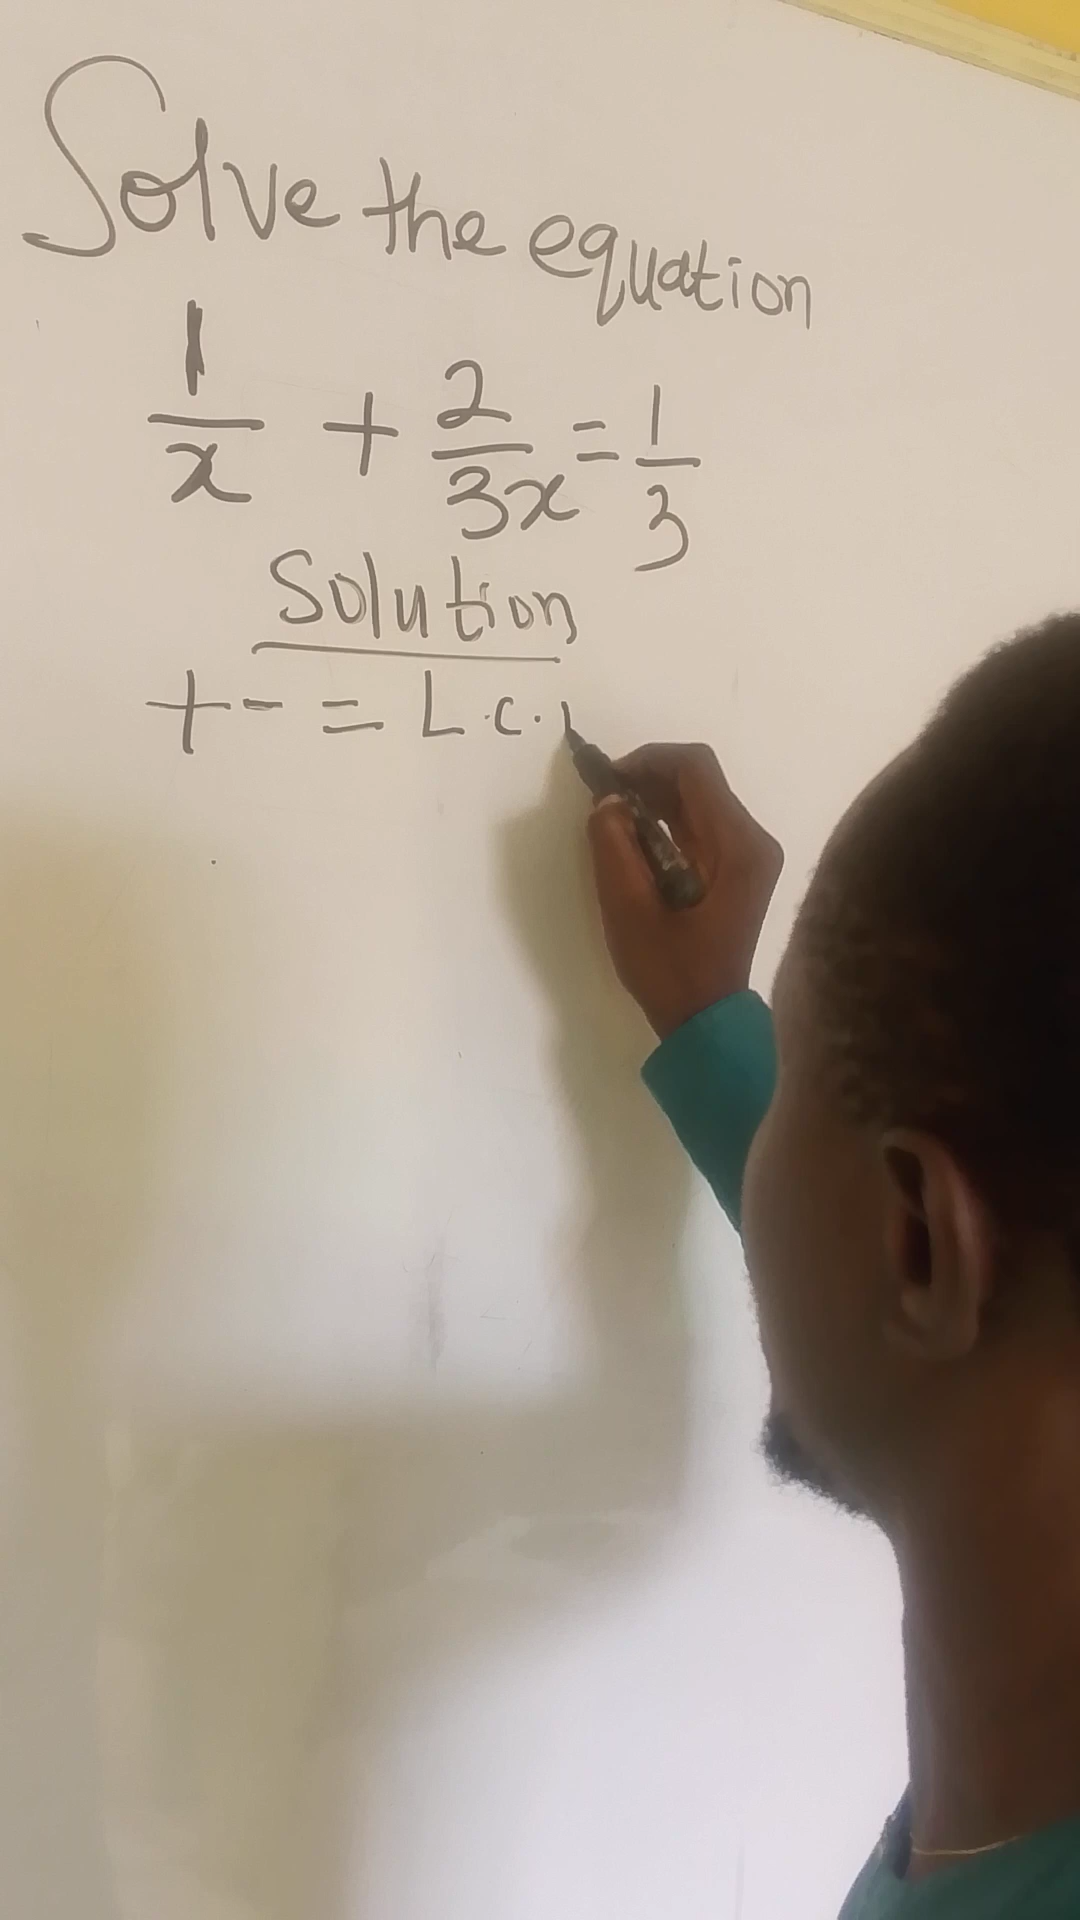 Solve the equation
1/x + 2/3x = 1/3
Solution
+ - = L.C.